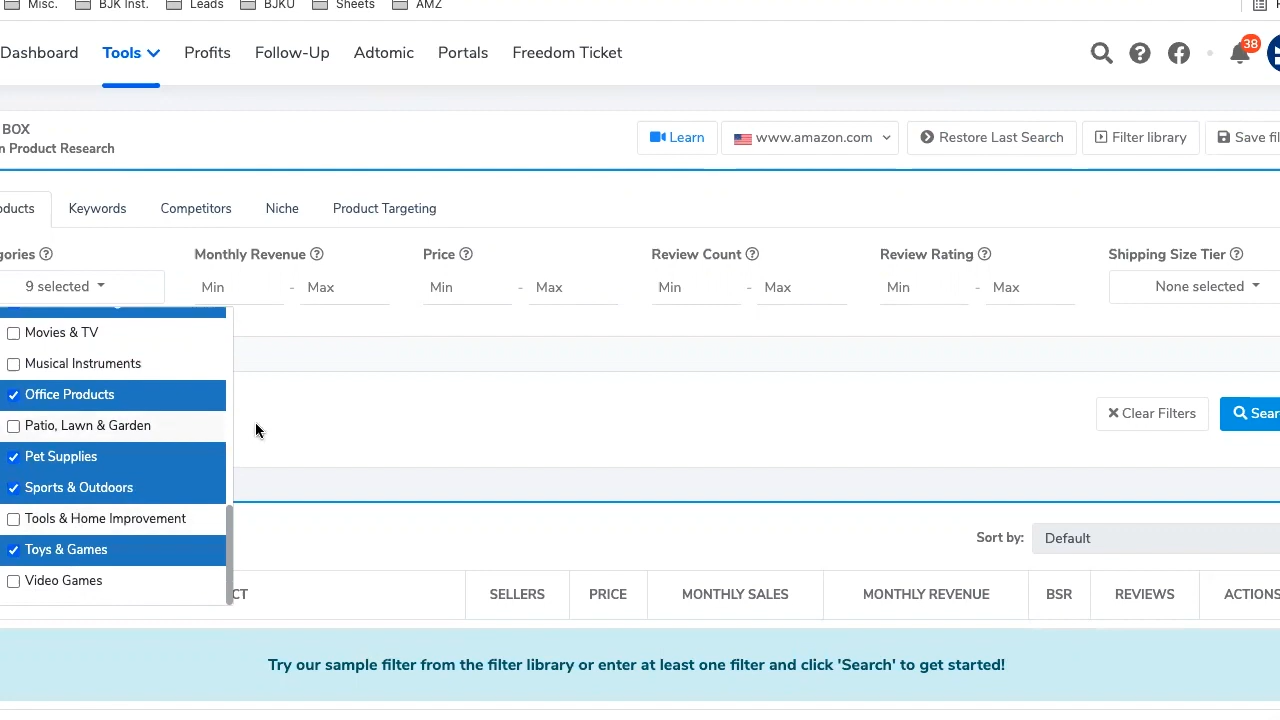 Misc. BJK Inst. Leads BJKU Sheets AMZ
Dashboard Tools Profits Follow-Up Adtomic Portals Freedom Ticket 38
BOX
n Product Research
Learn www.amazon.com Restore Last Search Filter library Save fil
oducts Keywords Competitors Niche Product Targeting
gories Monthly Revenue Price Review Count Review Rating Shipping Size Tier
9 selected Min - Max Min - Max Min - Max Min - Max None selected
Movies & TV
Musical Instruments
Office Products
Patio, Lawn & Garden
Pet Supplies
Sports & Outdoors
Tools & Home Improvement
Toys & Games
Video Games
Clear Filters Sear
Sort by: Default
CT SELLERS PRICE MONTHLY SALES MONTHLY REVENUE BSR REVIEWS ACTIONS
Try our sample filter from the filter library or enter at least one filter and click 'Search' to get started!